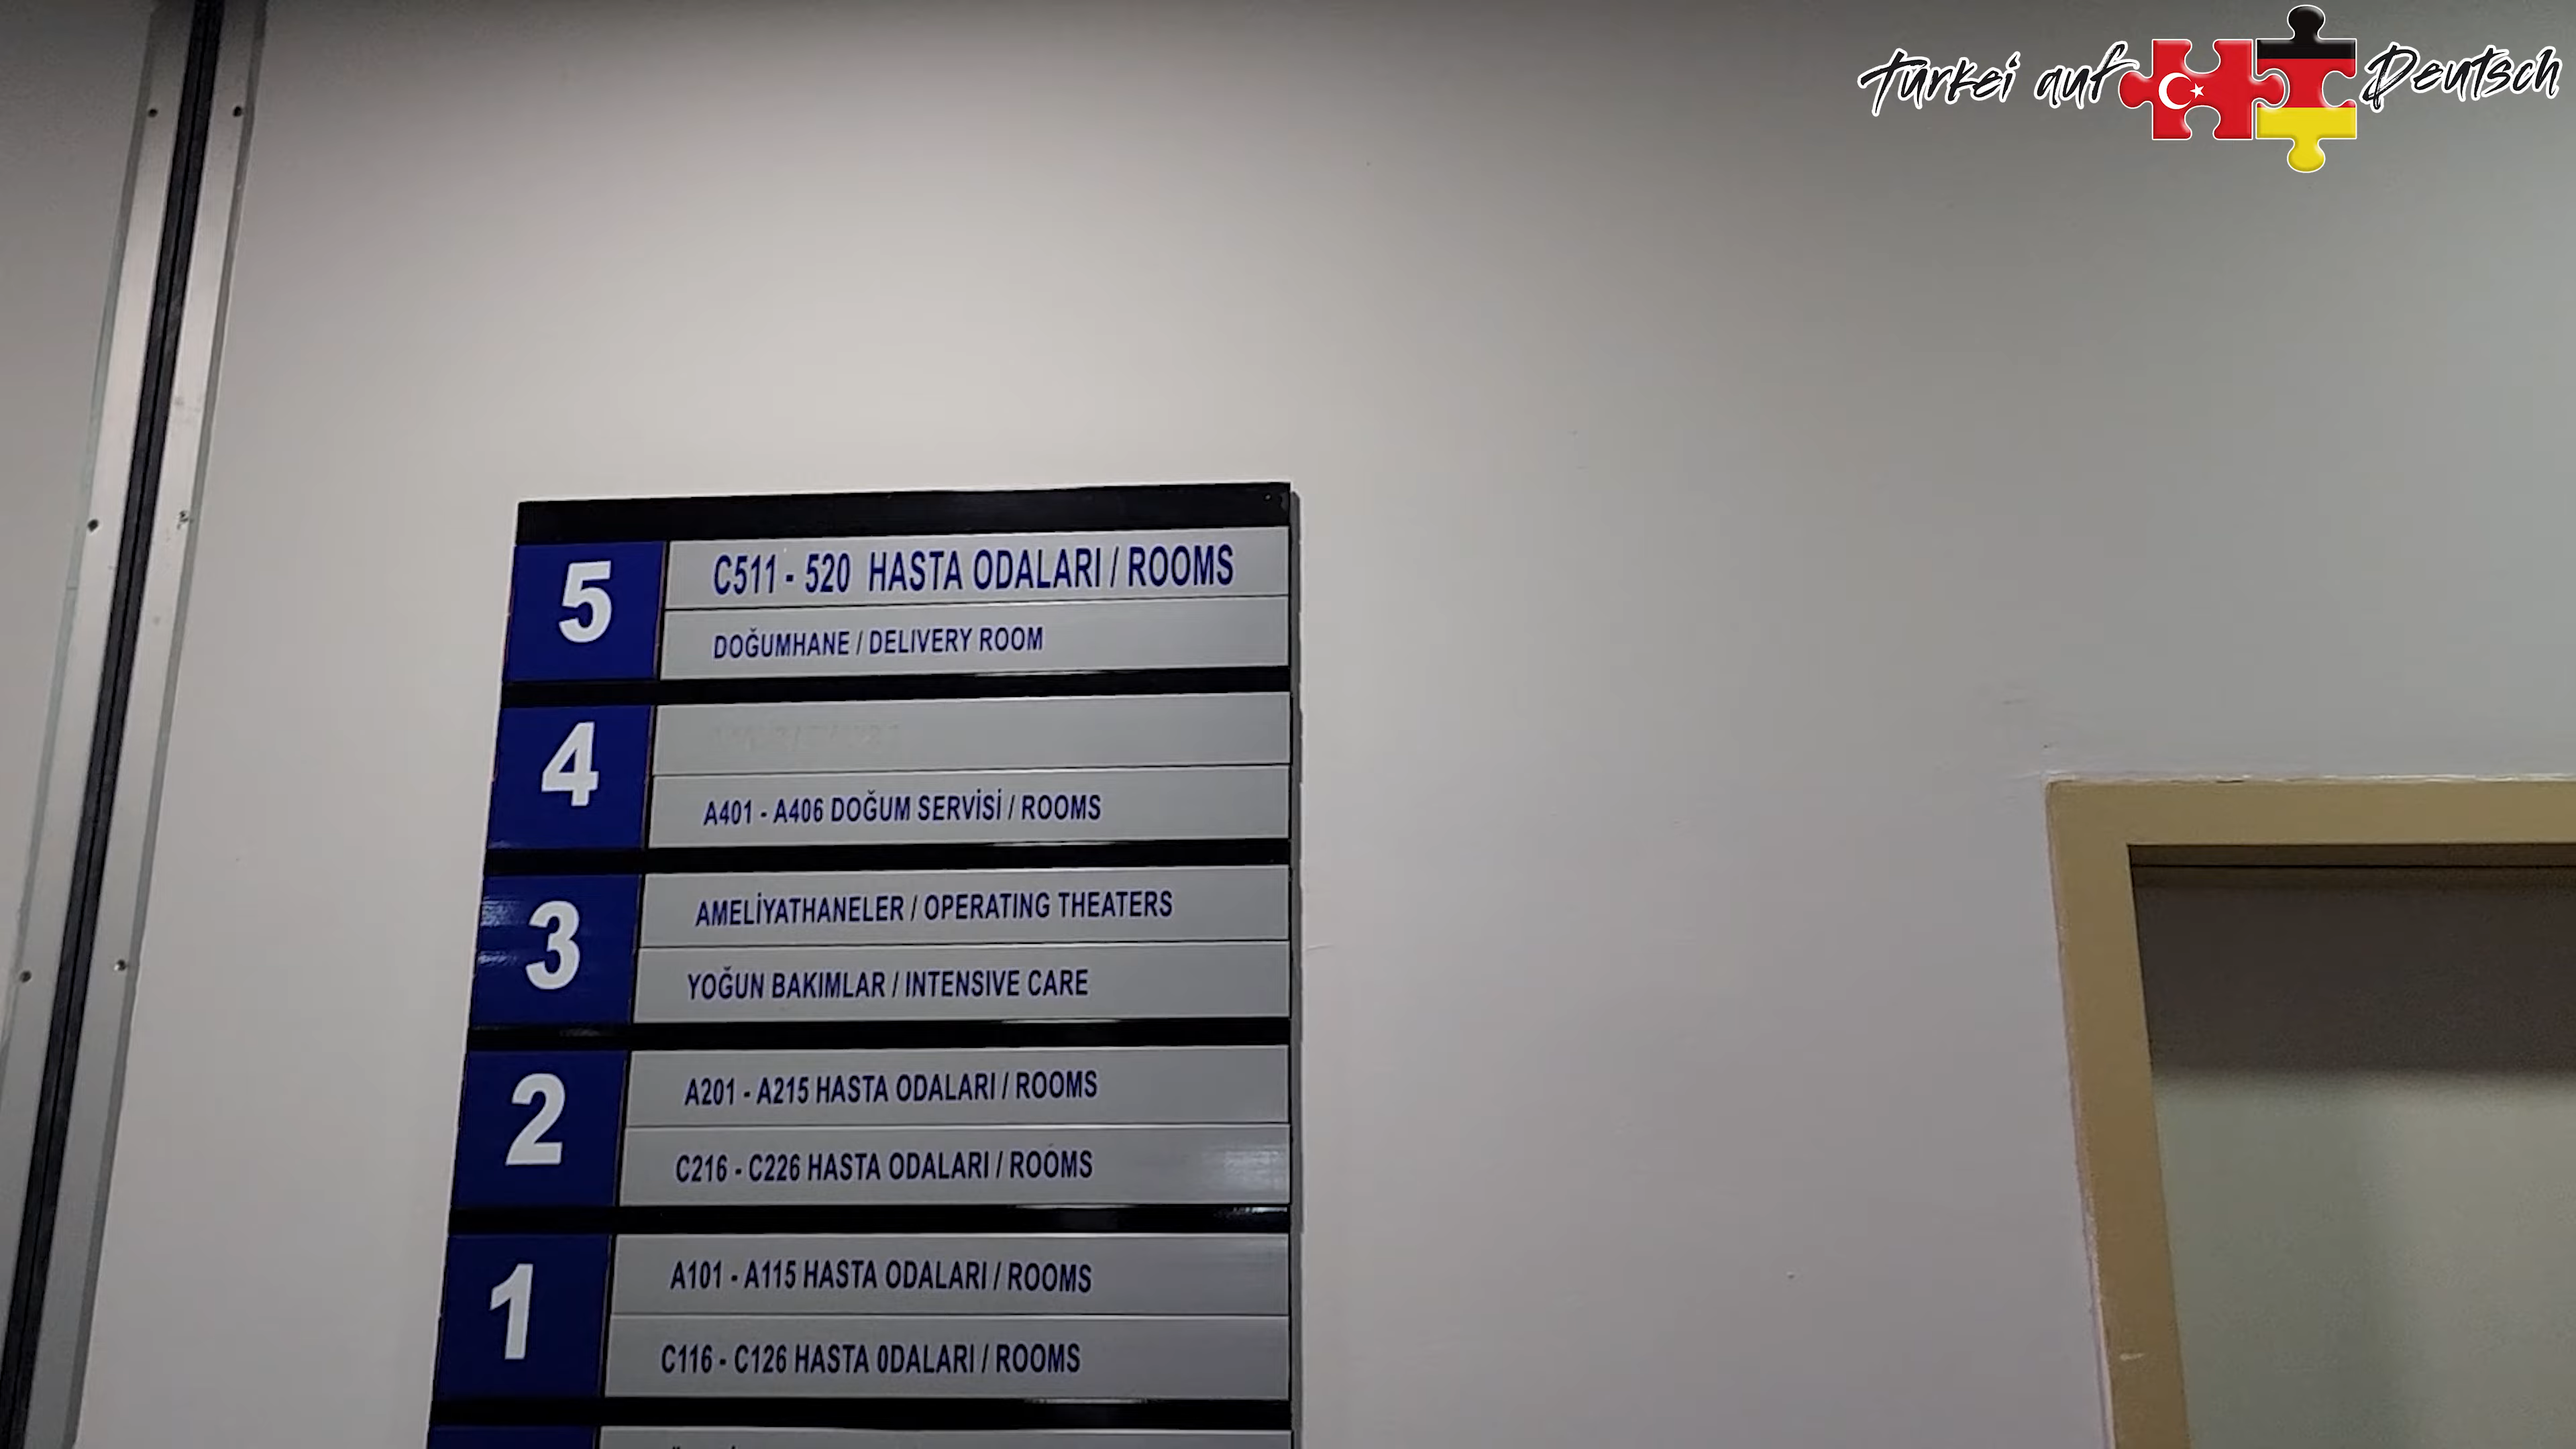 Türkei auf Deutsch
5
C511 - 520 HASTA ODALARI / ROOMS
DOĞUMHANE / DELIVERY ROOM
4
A401 - A406 DOĞUM SERVİSİ / ROOMS
3
AMELİYATHANELER / OPERATING THEATERS
YOĞUN BAKIMLAR / INTENSIVE CARE
2
A201 - A215 HASTA ODALARI / ROOMS
C216 - C226 HASTA ODALARI / ROOMS
1
A101 - A115 HASTA ODALARI / ROOMS
C116 - C126 HASTA 0DALARI / ROOMS